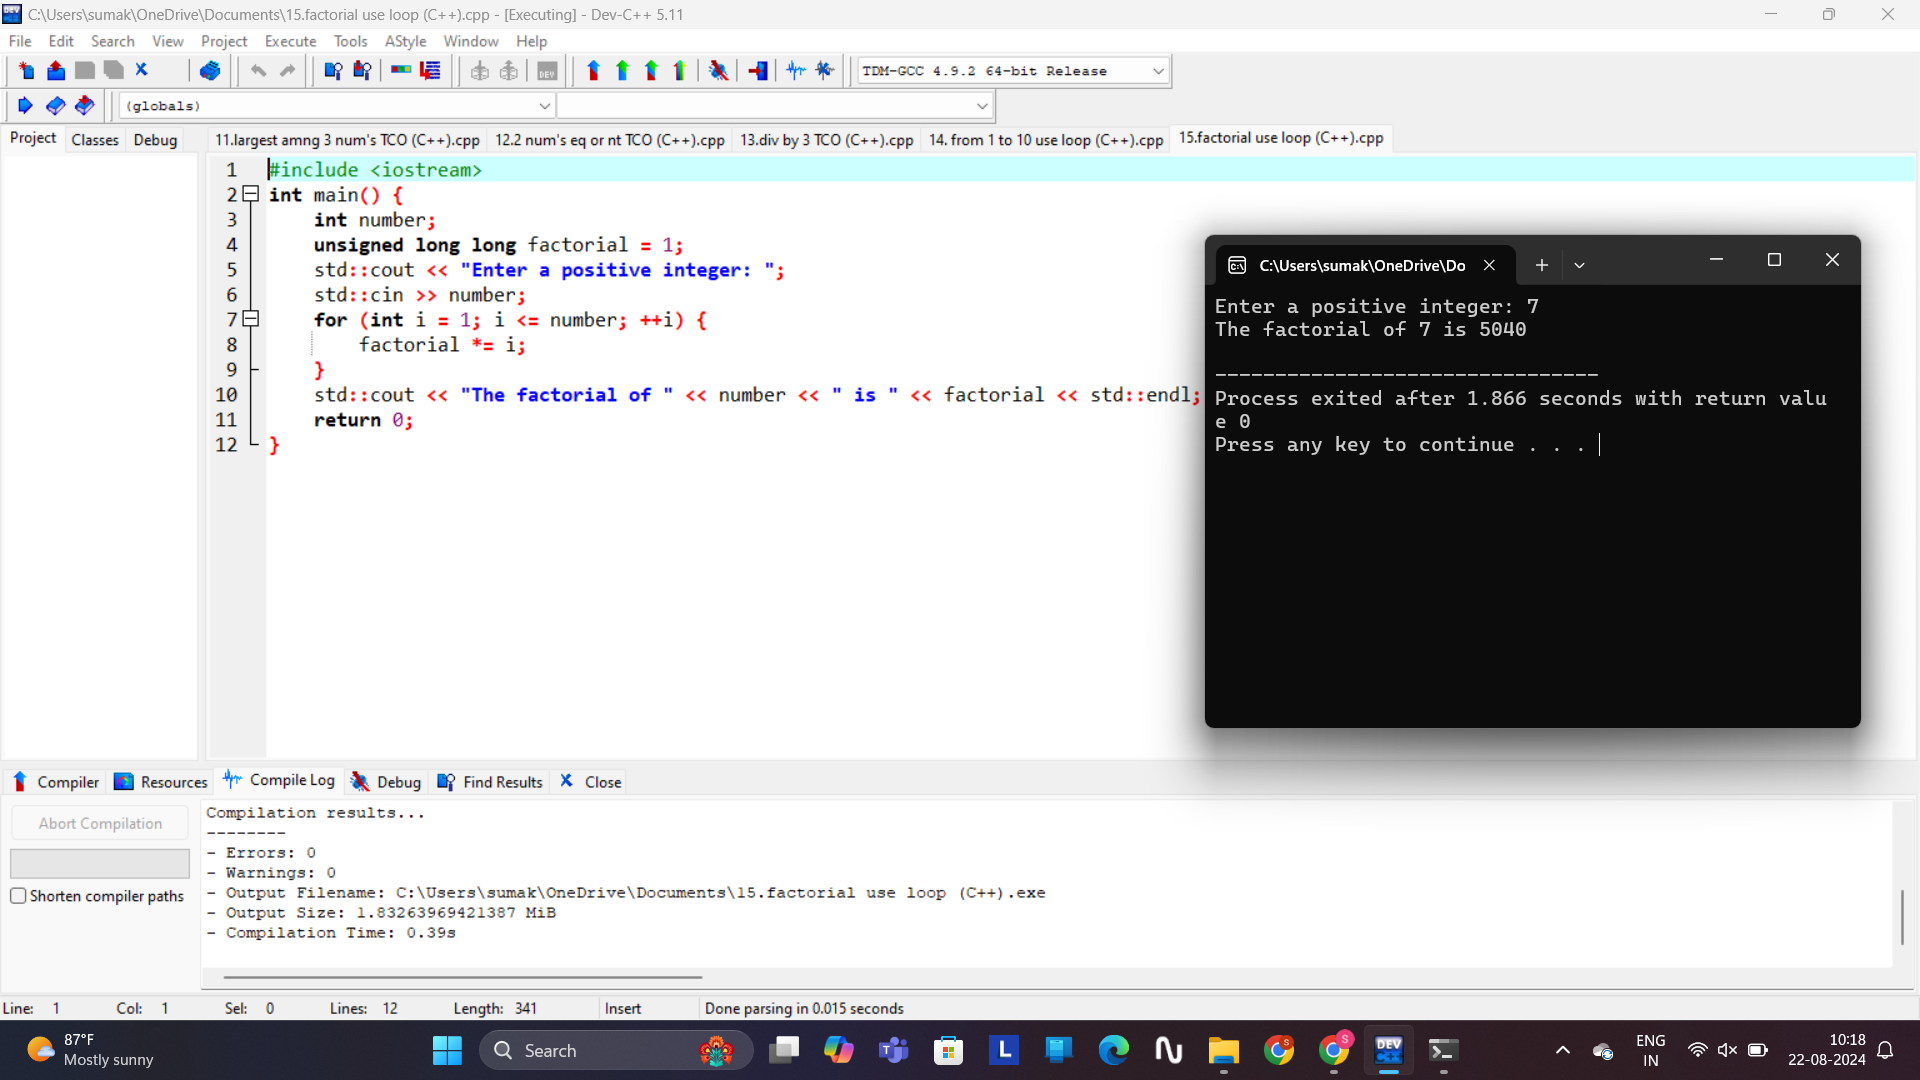 C:\Users\sumak\OneDrive\Documents\15.factorial use loop (C++).cpp - [Executing] - Dev-C++ 5.11
File Edit Search View Project Execute Tools AStyle Window Help
TDM-GCC 4.9.2 64-bit Release
(globals)
Project Classes Debug
11.largest amng 3 num's TCO (C++).cpp 12.2 num's eq or nt TCO (C++).cpp 13.div by 3 TCO (C++).cpp 14. from 1 to 10 use loop (C++).cpp 15.factorial use loop (C++).cpp
1 #include <iostream>
2 int main() {
3 int number;
4 unsigned long long factorial = 1;
5 std::cout << "Enter a positive integer: ";
6 std::cin >> number;
7 for (int i = 1; i <= number; ++i) {
8 factorial *= i;
9 }
10 std::cout << "The factorial of " << number << " is " << factorial << std::endl;
11 return 0;
12 }
C:\Users\sumak\OneDrive\Do
Enter a positive integer: 7
The factorial of 7 is 5040
--------------------------------
Process exited after 1.866 seconds with return valu
e 0
Press any key to continue . . .
Compiler Resources Compile Log Debug Find Results Close
Abort Compilation
Shorten compiler paths
Compilation results...
--------
- Errors: 0
- Warnings: 0
- Output Filename: C:\Users\sumak\OneDrive\Documents\15.factorial use loop (C++).exe
- Output Size: 1.83263969421387 MiB
- Compilation Time: 0.39s
Line: 1 Col: 1 Sel: 0 Lines: 12 Length: 341 Insert Done parsing in 0.015 seconds
87°F
Mostly sunny
Search
ENG
IN
10:18
22-08-2024